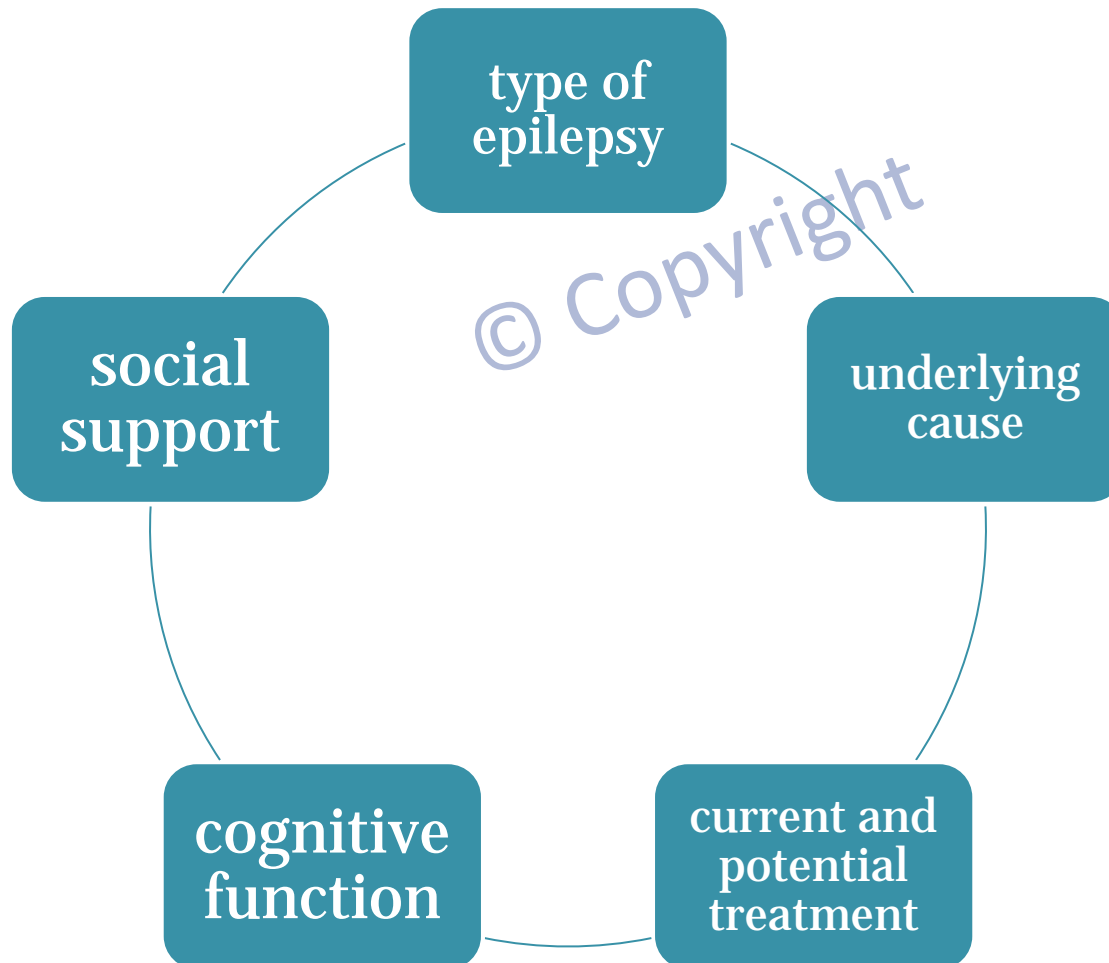 type of
epilepsy
© Copyright
social
support
underlying
cause
cognitive
function
current and
potential
treatment